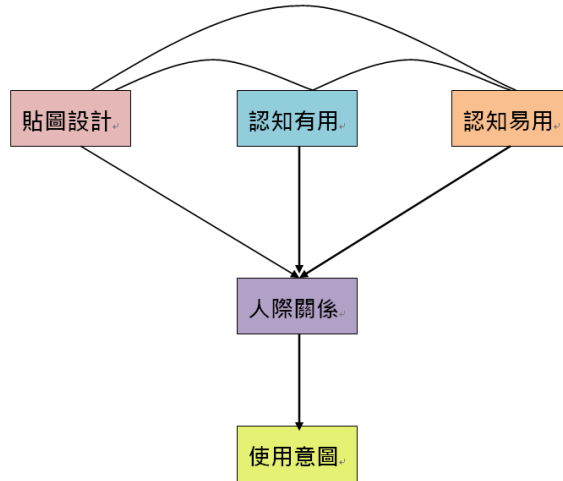 貼圖設計
認知有用
認知易用
人際關係
使用意圖